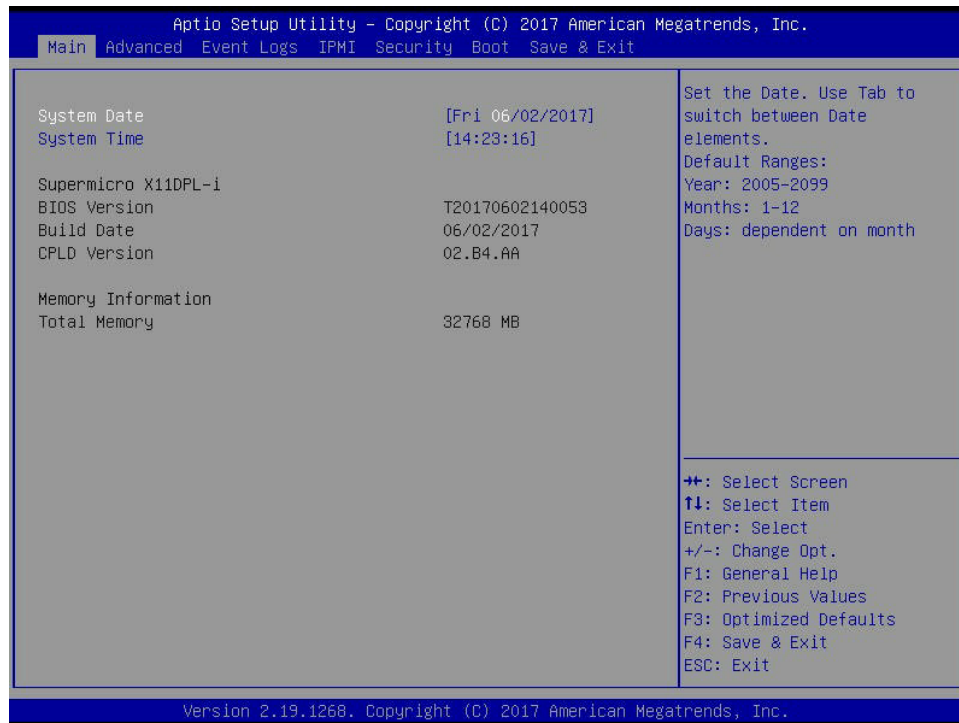 Aptio Setup Utility – Copyright (C) 2017 American Megatrends, Inc.
Main Advanced Event Logs IPMI Security Boot Save & Exit
System Date [Fri 06/02/2017]
System Time [14:23:16]
Supermicro X11DPL-i
BIOS Version T20170602140053
Build Date 06/02/2017
CPLD Version 02.B4.AA
Memory Information
Total Memory 32768 MB
Set the Date. Use Tab to
switch between Date
elements.
Default Ranges:
Year: 2005-2099
Months: 1-12
Days: dependent on month
→←: Select Screen
↑↓: Select Item
Enter: Select
+/-: Change Opt.
F1: General Help
F2: Previous Values
F3: Optimized Defaults
F4: Save & Exit
ESC: Exit
Version 2.19.1268. Copyright (C) 2017 American Megatrends, Inc.